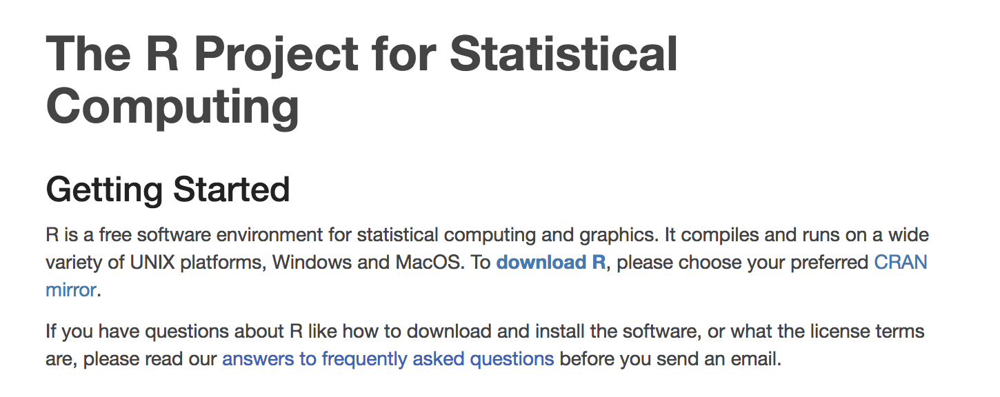 The R Project for Statistical
Computing
Getting Started
R is a free software environment for statistical computing and graphics. It compiles and runs on a wide
variety of UNIX platforms, Windows and MacOS. To download R, please choose your preferred CRAN
mirror.
If you have questions about R like how to download and install the software, or what the license terms
are, please read our answers to frequently asked questions before you send an email.